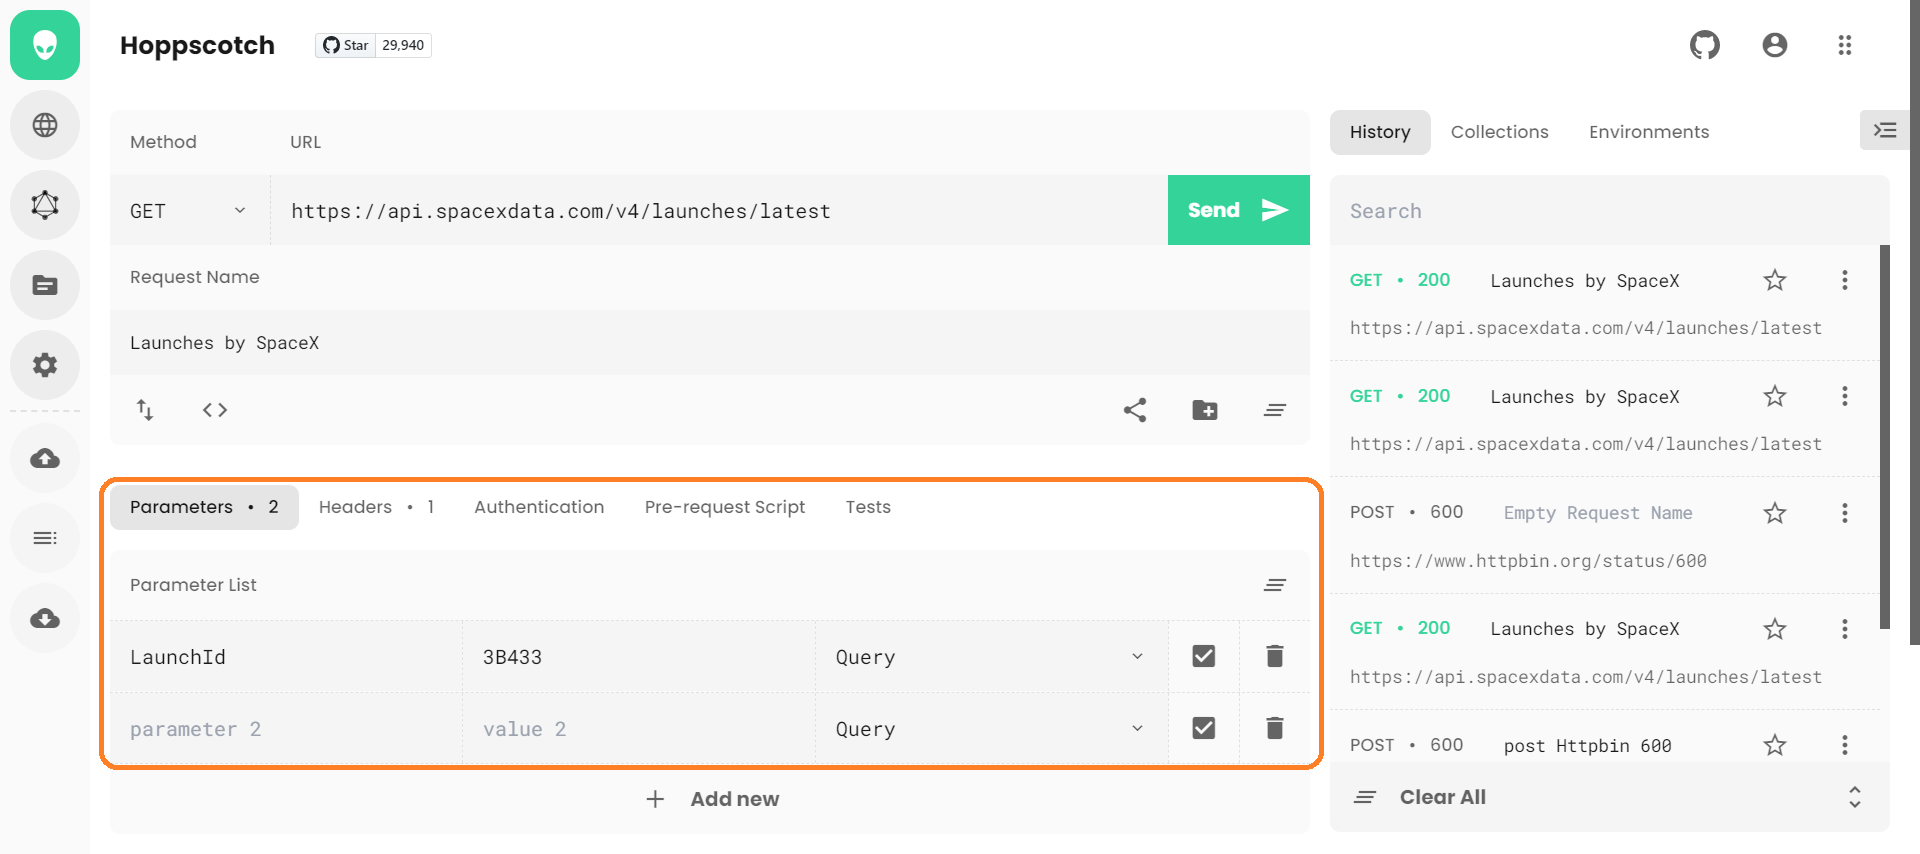 Hoppscotch
Star 29,940
Method URL
GET https://api.spacexdata.com/v4/launches/latest Send
Request Name
Launches by SpaceX
Parameters • 2 Headers • 1 Authentication Pre-request Script Tests
Parameter List
LaunchId 3B433 Query
parameter 2 value 2 Query
Add new
History Collections Environments
Search
GET • 200 Launches by SpaceX
https://api.spacexdata.com/v4/launches/latest
GET • 200 Launches by SpaceX
https://api.spacexdata.com/v4/launches/latest
POST • 600 Empty Request Name
https://www.httpbin.org/status/600
GET • 200 Launches by SpaceX
https://api.spacexdata.com/v4/launches/latest
POST • 600 post Httpbin 600
Clear All